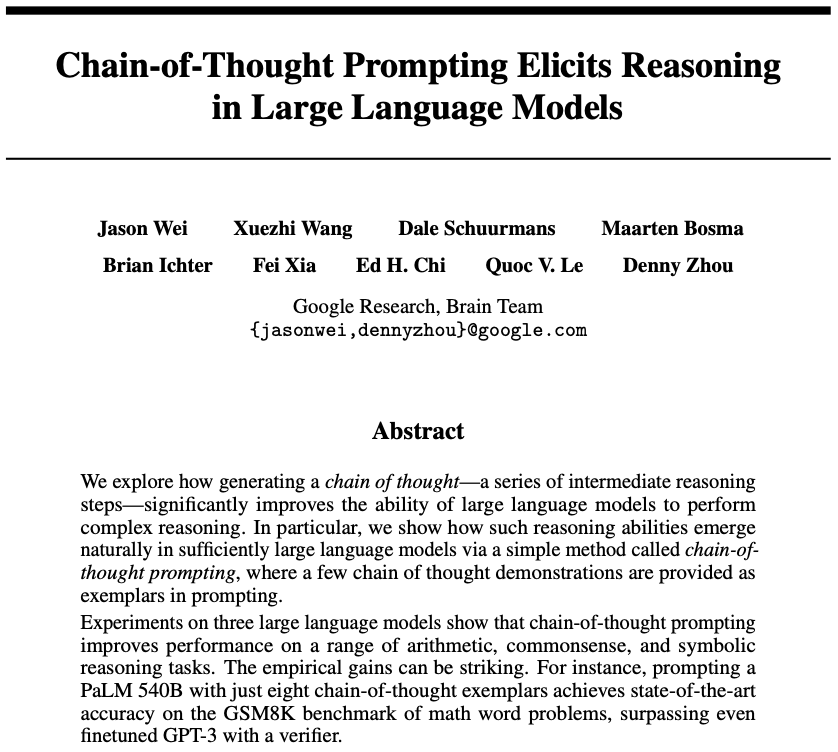 Chain-of-Thought Prompting Elicits Reasoning
in Large Language Models
Jason Wei Xuezhi Wang Dale Schuurmans Maarten Bosma
Brian Ichter Fei Xia Ed H. Chi Quoc V. Le Denny Zhou
Google Research, Brain Team
{jasonwei,dennyzhou}@google.com
Abstract
We explore how generating a chain of thought—a series of intermediate reasoning
steps—significantly improves the ability of large language models to perform
complex reasoning. In particular, we show how such reasoning abilities emerge
naturally in sufficiently large language models via a simple method called chain-of-
thought prompting, where a few chain of thought demonstrations are provided as
exemplars in prompting.
Experiments on three large language models show that chain-of-thought prompting
improves performance on a range of arithmetic, commonsense, and symbolic
reasoning tasks. The empirical gains can be striking. For instance, prompting a
PaLM 540B with just eight chain-of-thought exemplars achieves state-of-the-art
accuracy on the GSM8K benchmark of math word problems, surpassing even
finetuned GPT-3 with a verifier.